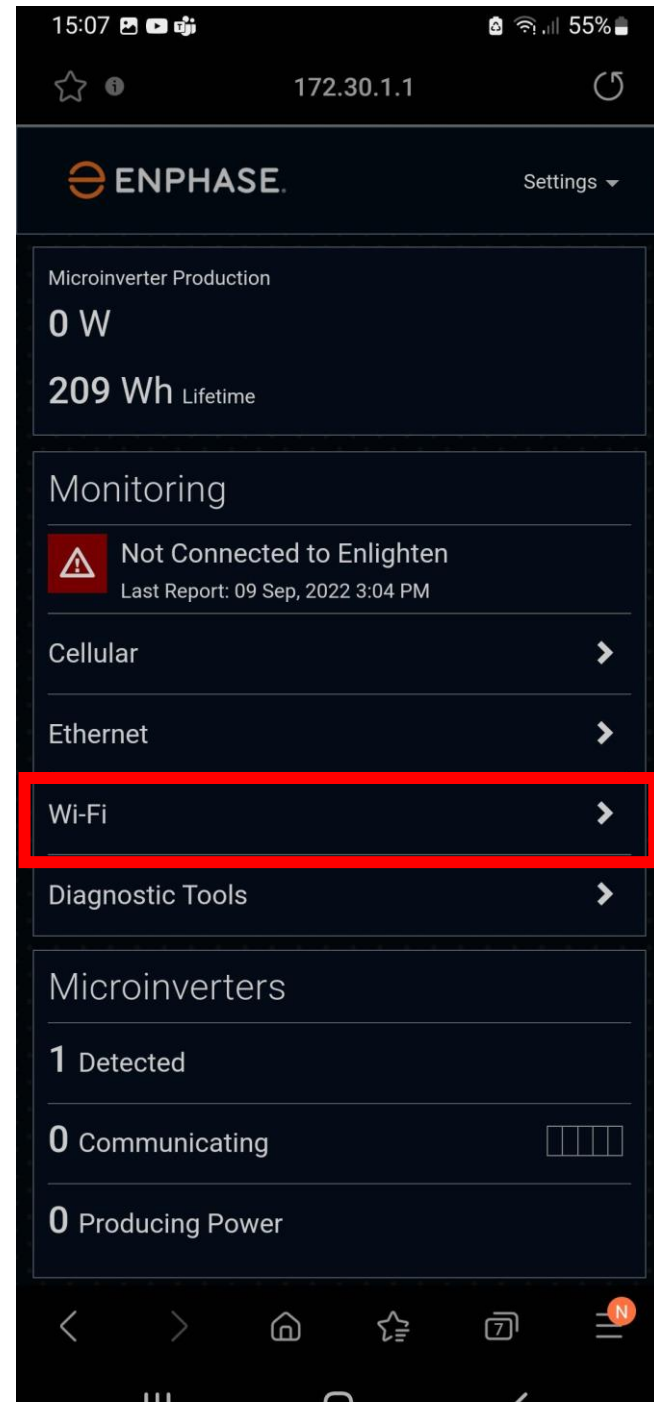 15:07 55%
172.30.1.1
ENPHASE. Settings
Microinverter Production
0 W
209 Wh Lifetime
Monitoring
Not Connected to Enlighten
Last Report: 09 Sep, 2022 3:04 PM
Cellular
Ethernet
Wi-Fi
Diagnostic Tools
Microinverters
1 Detected
0 Communicating
0 Producing Power
7 N